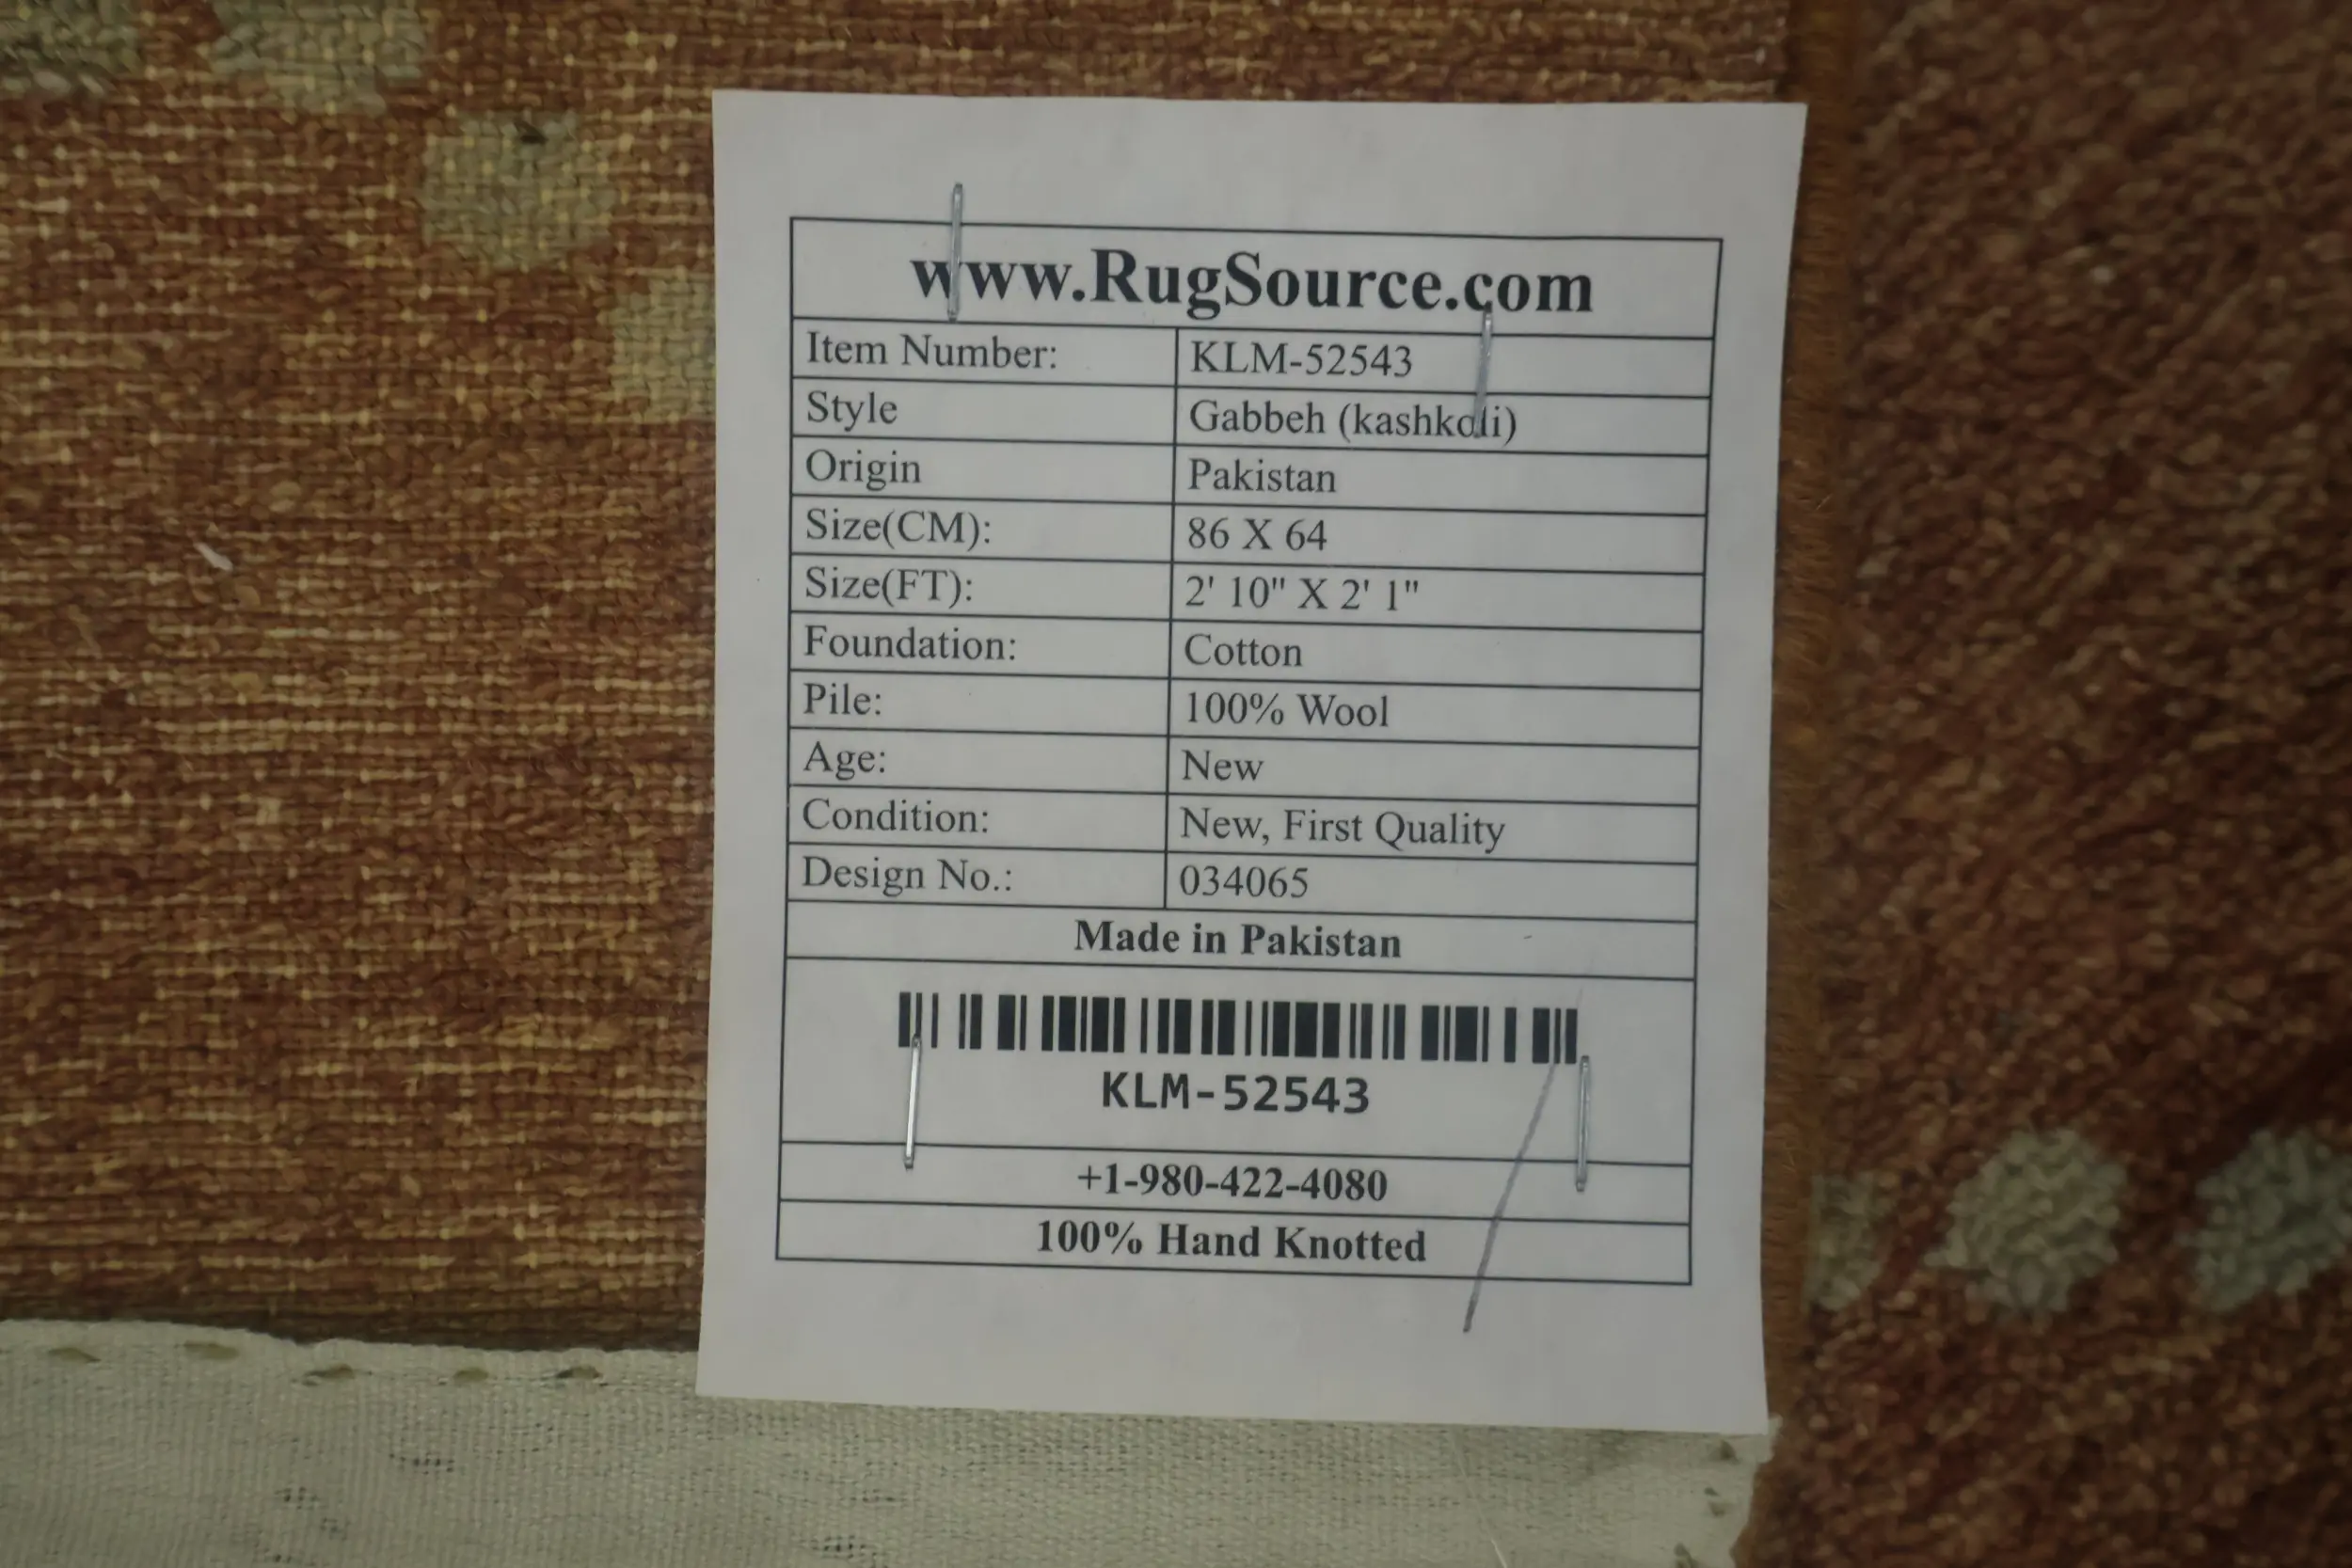 www.RugSource.com
Item Number: KLM-52543
Style Gabbeh (kashkoli)
Origin Pakistan
Size(CM): 86 X 64
Size(FT): 2' 10" X 2' 1"
Foundation: Cotton
Pile: 100% Wool
Age: New
Condition: New, First Quality
Design No.: 034065
Made in Pakistan
KLM-52543
+1-980-422-4080
100% Hand Knotted